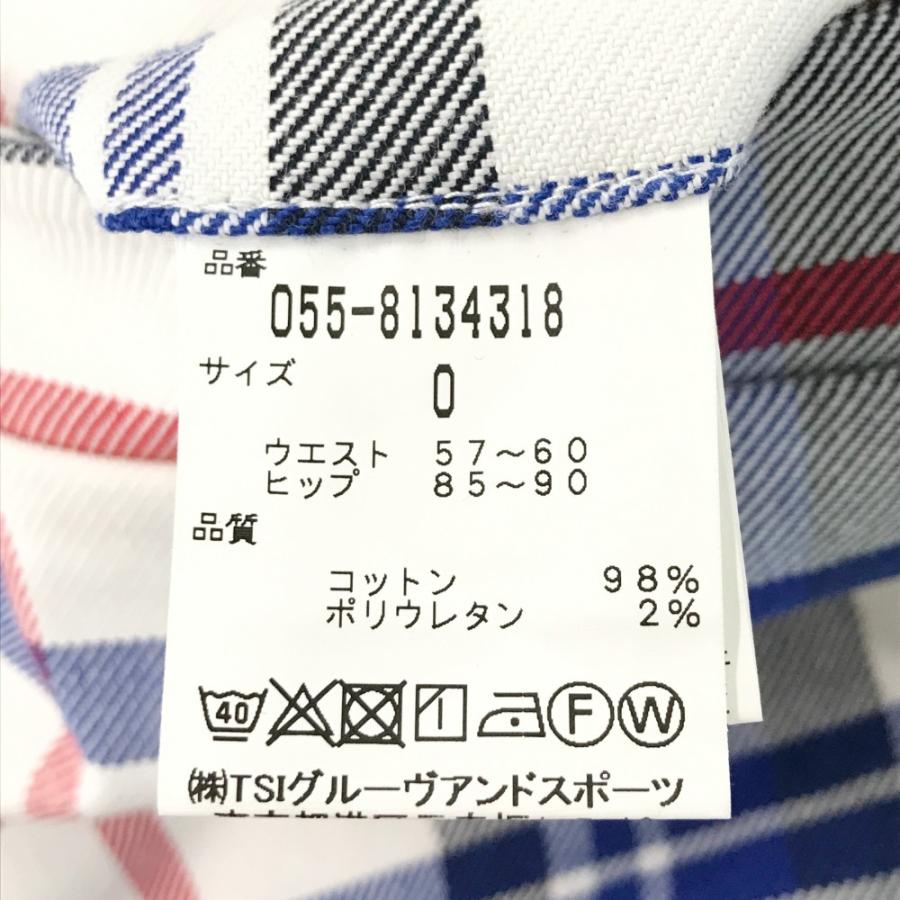 品番
055-8134318
サイズ
0
ウエスト 57～60
ヒップ 85～90
品質
コットン 98%
ポリウレタン 2%
40 F W
㈱TSIグルーヴアンドスポーツ